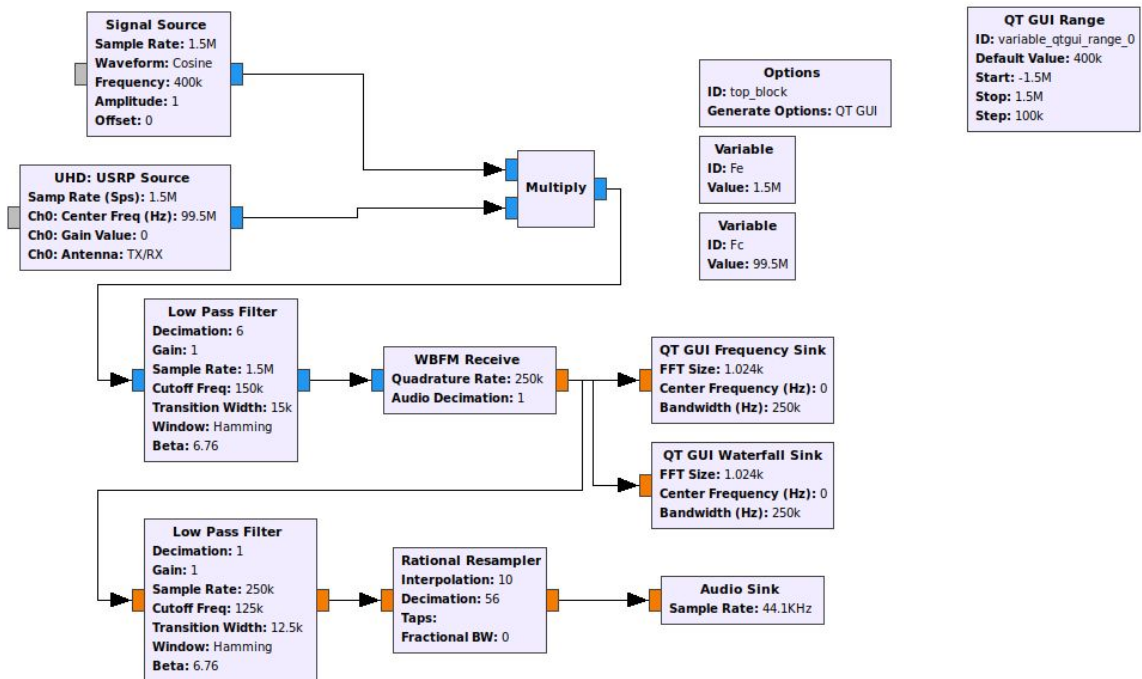 Signal Source
Sample Rate: 1.5M
Waveform: Cosine
Frequency: 400k
Amplitude: 1
Offset: 0
UHD: USRP Source
Samp Rate (Sps): 1.5M
Ch0: Center Freq (Hz): 99.5M
Ch0: Gain Value: 0
Ch0: Antenna: TX/RX
Multiply
Options
ID: top_block
Generate Options: QT GUI
Variable
ID: Fe
Value: 1.5M
Variable
ID: Fc
Value: 99.5M
QT GUI Range
ID: variable_qtgui_range_0
Default Value: 400k
Start: -1.5M
Stop: 1.5M
Step: 100k
Low Pass Filter
Decimation: 6
Gain: 1
Sample Rate: 1.5M
Cutoff Freq: 150k
Transition Width: 15k
Window: Hamming
Beta: 6.76
WBFM Receive
Quadrature Rate: 250k
Audio Decimation: 1
QT GUI Frequency Sink
FFT Size: 1.024k
Center Frequency (Hz): 0
Bandwidth (Hz): 250k
QT GUI Waterfall Sink
FFT Size: 1.024k
Center Frequency (Hz): 0
Bandwidth (Hz): 250k
Low Pass Filter
Decimation: 1
Gain: 1
Sample Rate: 250k
Cutoff Freq: 125k
Transition Width: 12.5k
Window: Hamming
Beta: 6.76
Rational Resampler
Interpolation: 10
Decimation: 56
Taps:
Fractional BW: 0
Audio Sink
Sample Rate: 44.1KHz